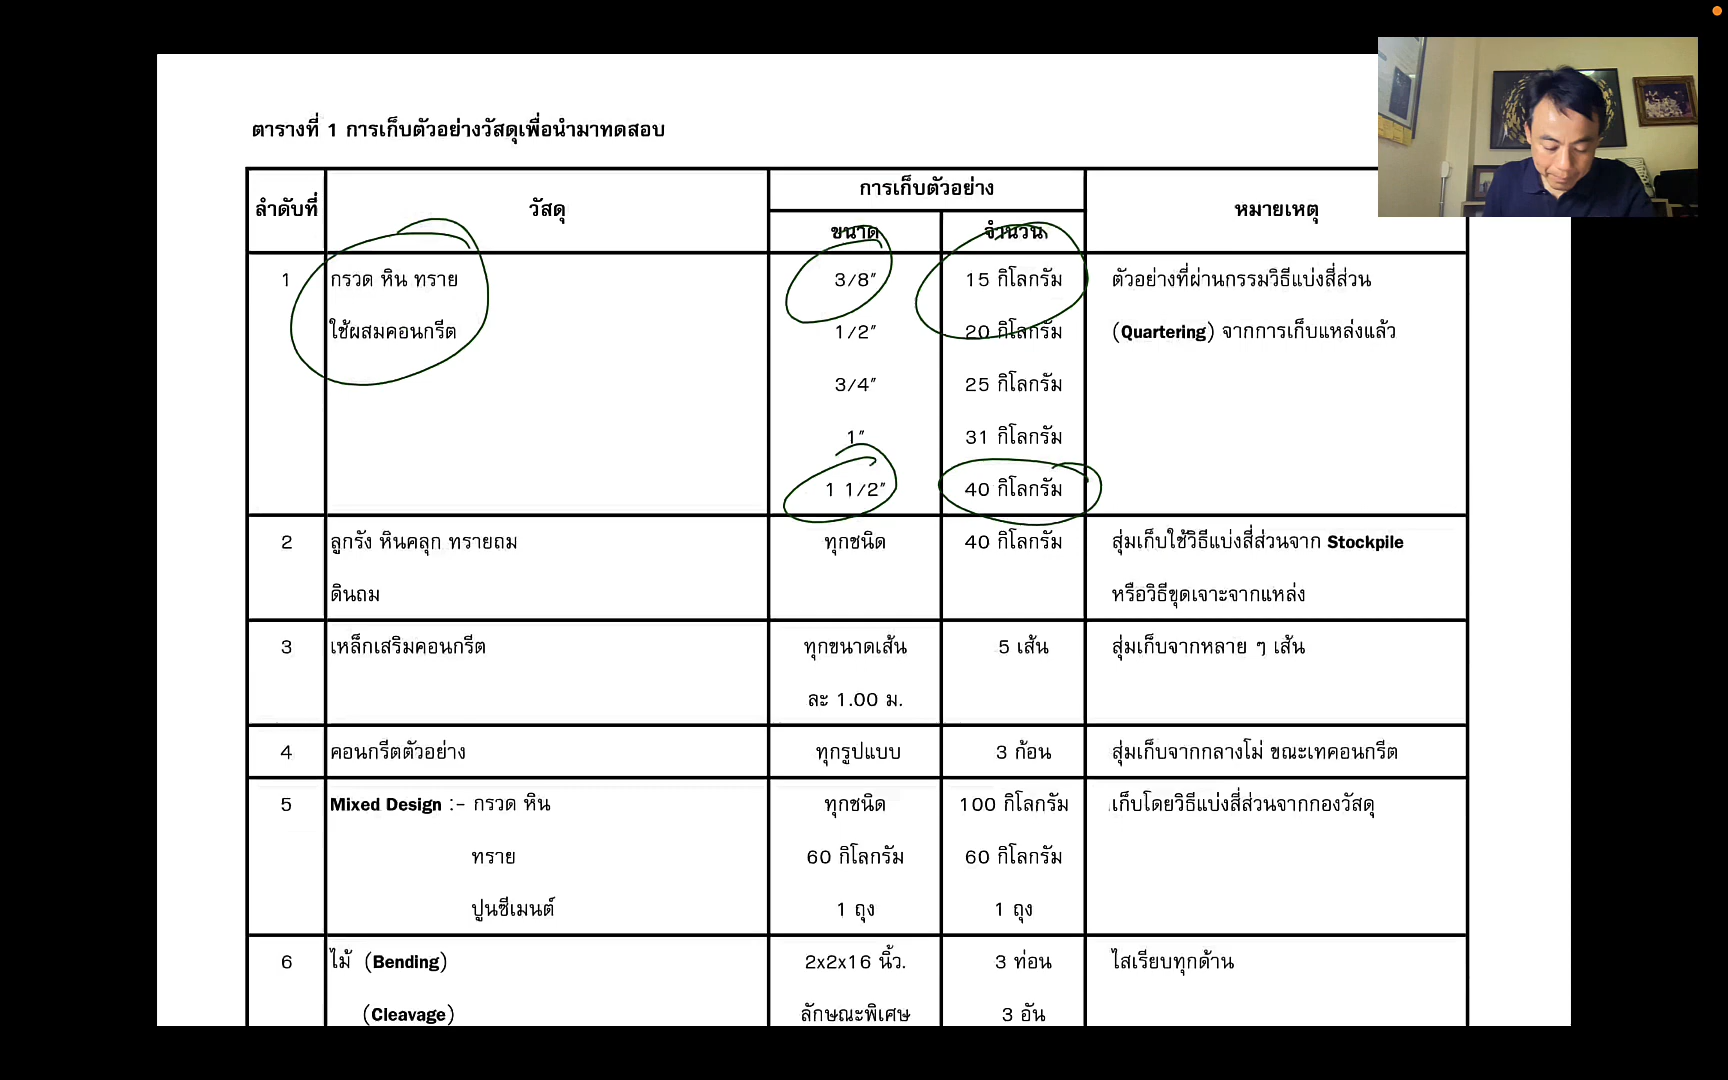 ตารางที่ 1 การเก็บตัวอย่างวัสดุเพื่อนำมาทดสอบ
ลำดับที่ วัสดุ การเก็บตัวอย่าง หมายเหตุ
ขนาด จำนวน
1 กรวด หิน ทราย 3/8″ 15 กิโลกรัม ตัวอย่างที่ผ่านกรรมวิธีแบ่งสี่ส่วน
ใช้ผสมคอนกรีต 1/2″ 20 กิโลกรัม (Quartering) จากการเก็บแหล่งแล้ว
3/4″ 25 กิโลกรัม
1″ 31 กิโลกรัม
1 1/2″ 40 กิโลกรัม
2 ลูกรัง หินคลุก ทรายถม ทุกชนิด 40 กิโลกรัม สุ่มเก็บใช้วิธีแบ่งสี่ส่วนจาก Stockpile
ดินถม หรือวิธีขุดเจาะจากแหล่ง
3 เหล็กเสริมคอนกรีต ทุกขนาดเส้น 5 เส้น สุ่มเก็บจากหลาย ๆ เส้น
ละ 1.00 ม.
4 คอนกรีตตัวอย่าง ทุกรูปแบบ 3 ก้อน สุ่มเก็บจากกลางโม่ ขณะเทคอนกรีต
5 Mixed Design :- กรวด หิน ทุกชนิด 100 กิโลกรัม เก็บโดยวิธีแบ่งสี่ส่วนจากกองวัสดุ
ทราย 60 กิโลกรัม 60 กิโลกรัม
ปูนซีเมนต์ 1 ถุง 1 ถุง
6 ไม้ (Bending) 2x2x16 นิ้ว. 3 ท่อน ไสเรียบทุกด้าน
(Cleavage) ลักษณะพิเศษ 3 อัน